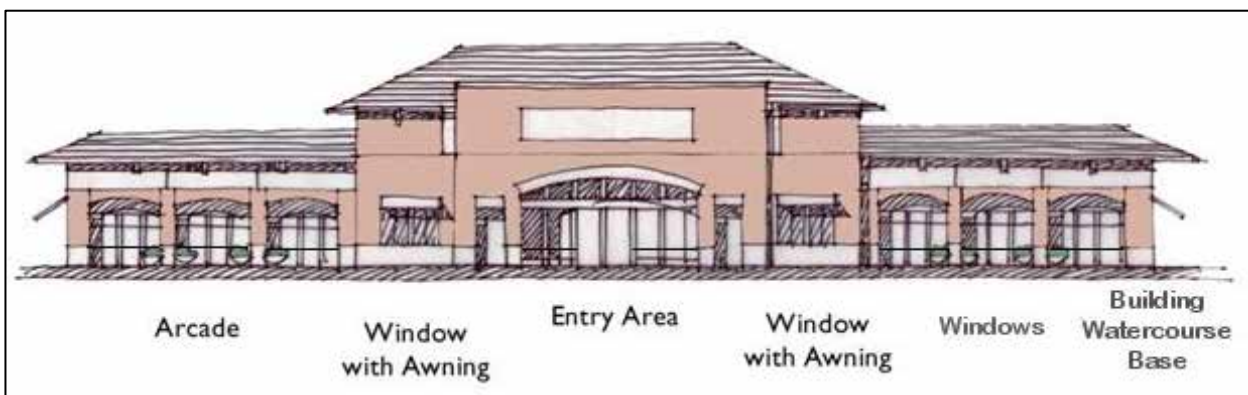 Arcade
Window
with Awning
Entry Area
Window
with Awning
Windows
Building
Watercourse
Base